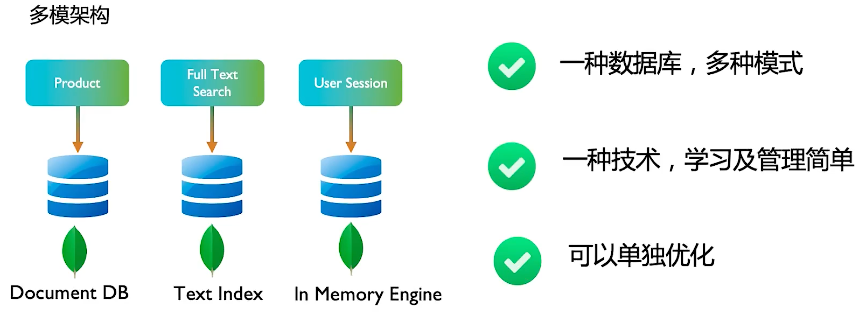 多模架构
Product
Full Text
Search
User Session
Document DB
Text Index
In Memory Engine
一种数据库，多种模式
一种技术，学习及管理简单
可以单独优化